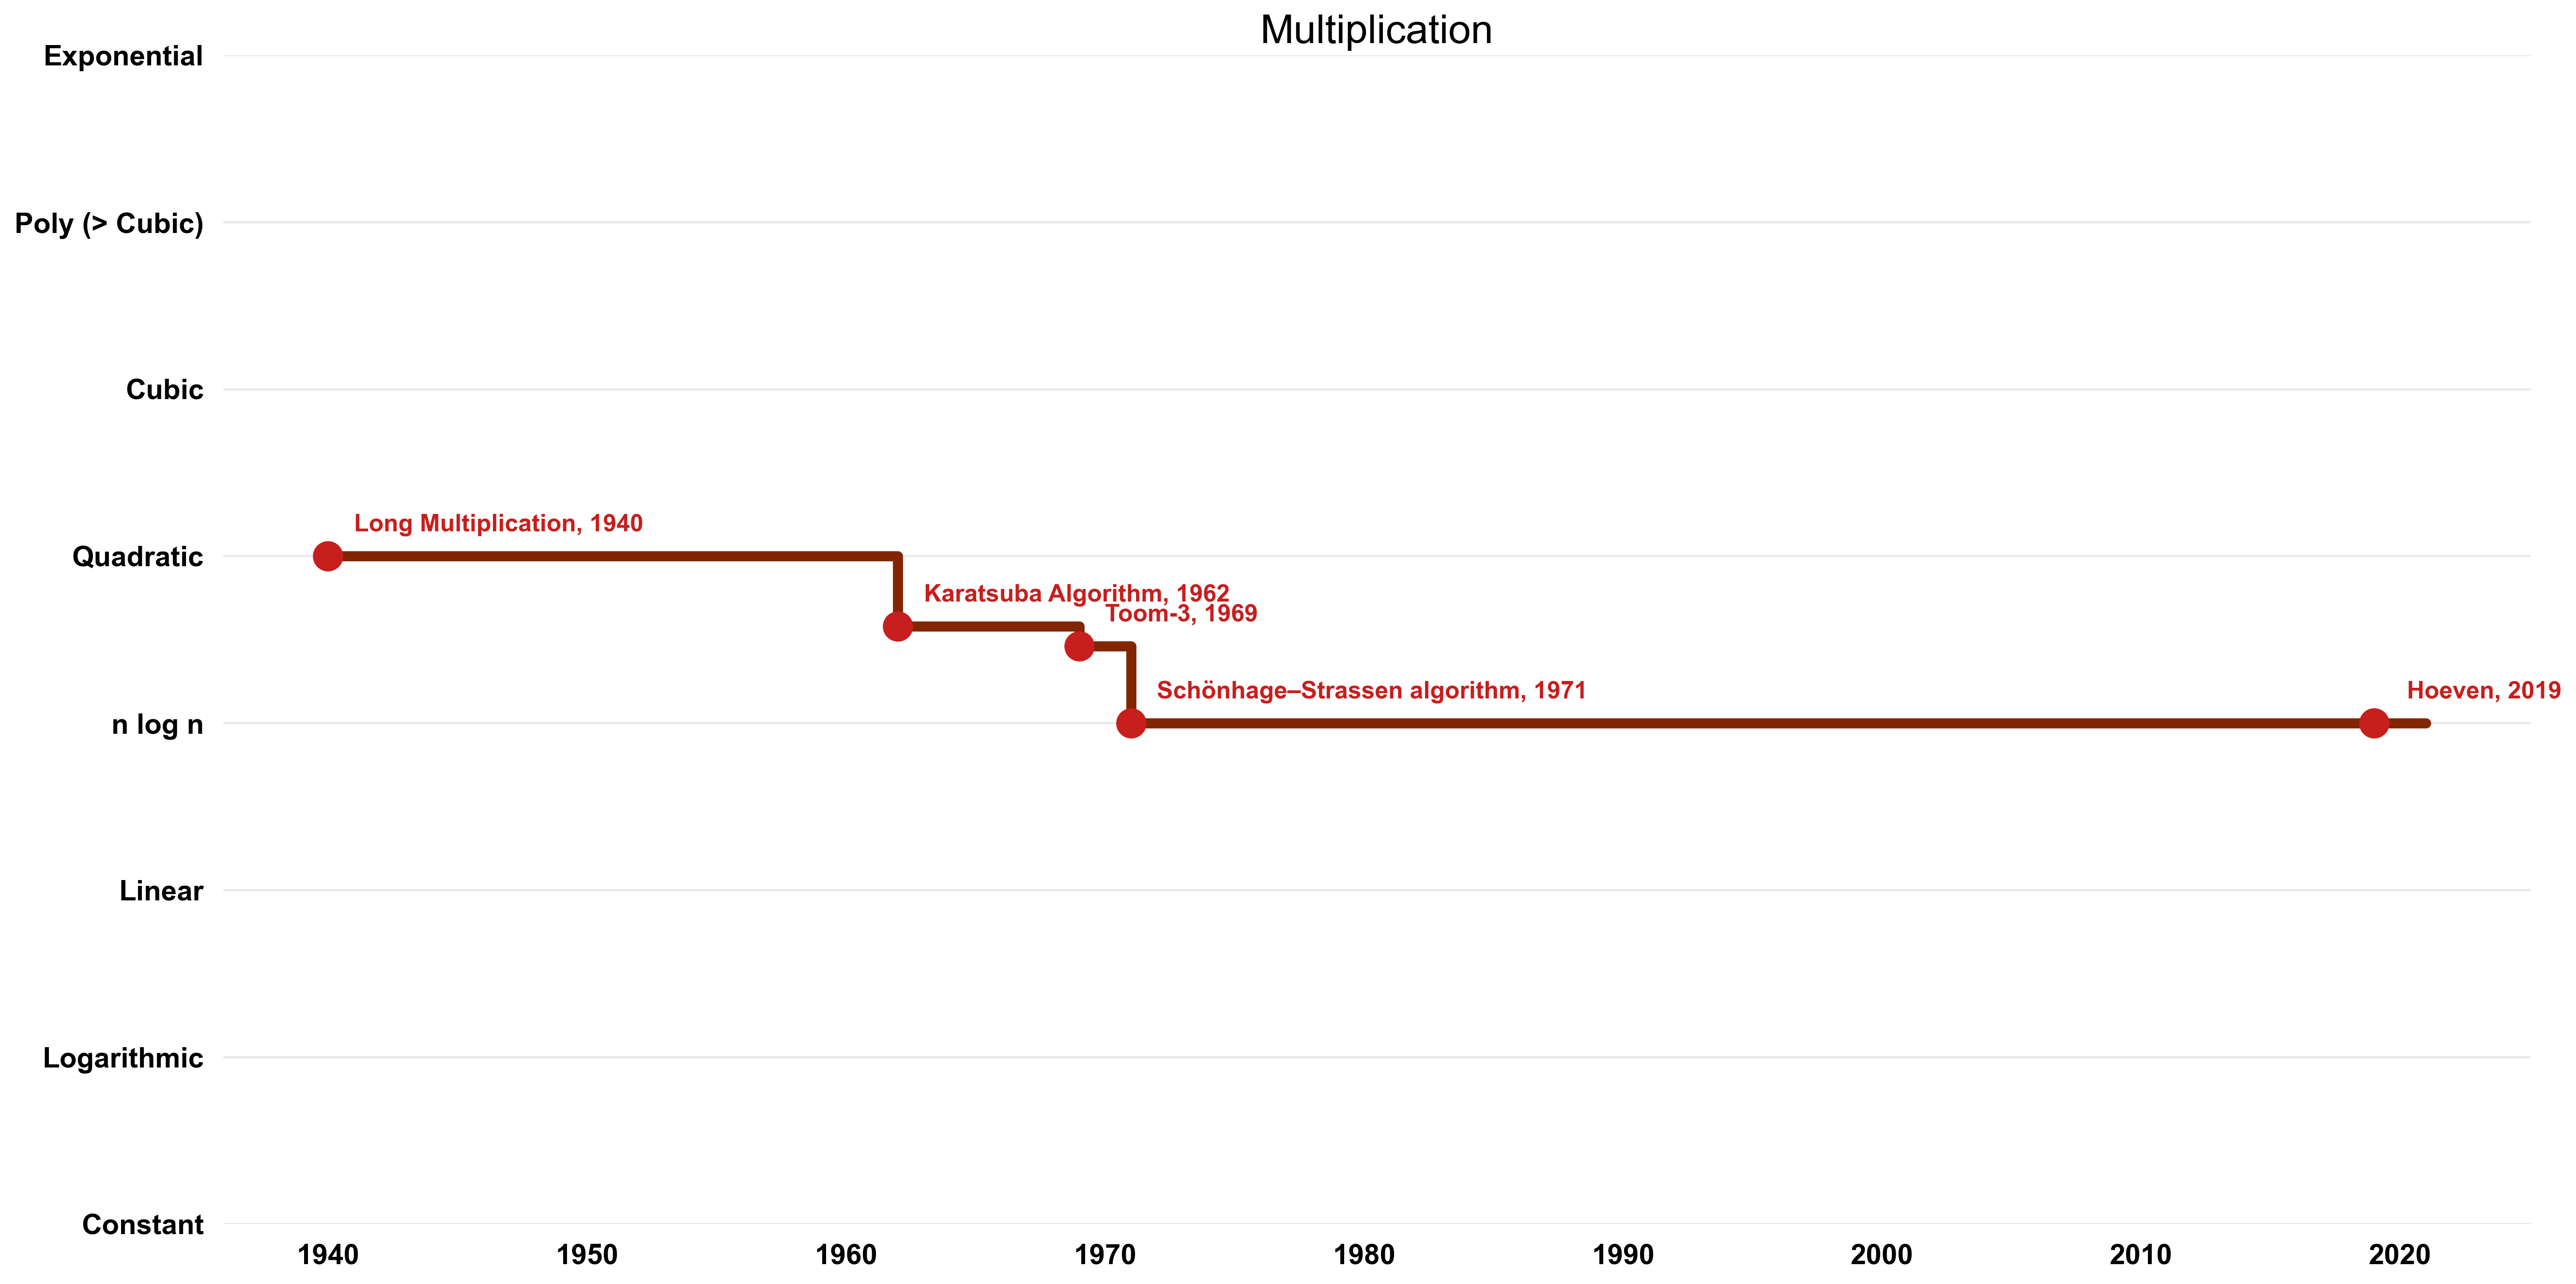 Multiplication
Exponential
Poly (> Cubic)
Cubic
Quadratic
n log n
Linear
Logarithmic
Constant
Long Multiplication, 1940
Karatsuba Algorithm, 1962
Toom-3, 1969
Schönhage–Strassen algorithm, 1971
Hoeven, 2019
1940 1950 1960 1970 1980 1990 2000 2010 2020